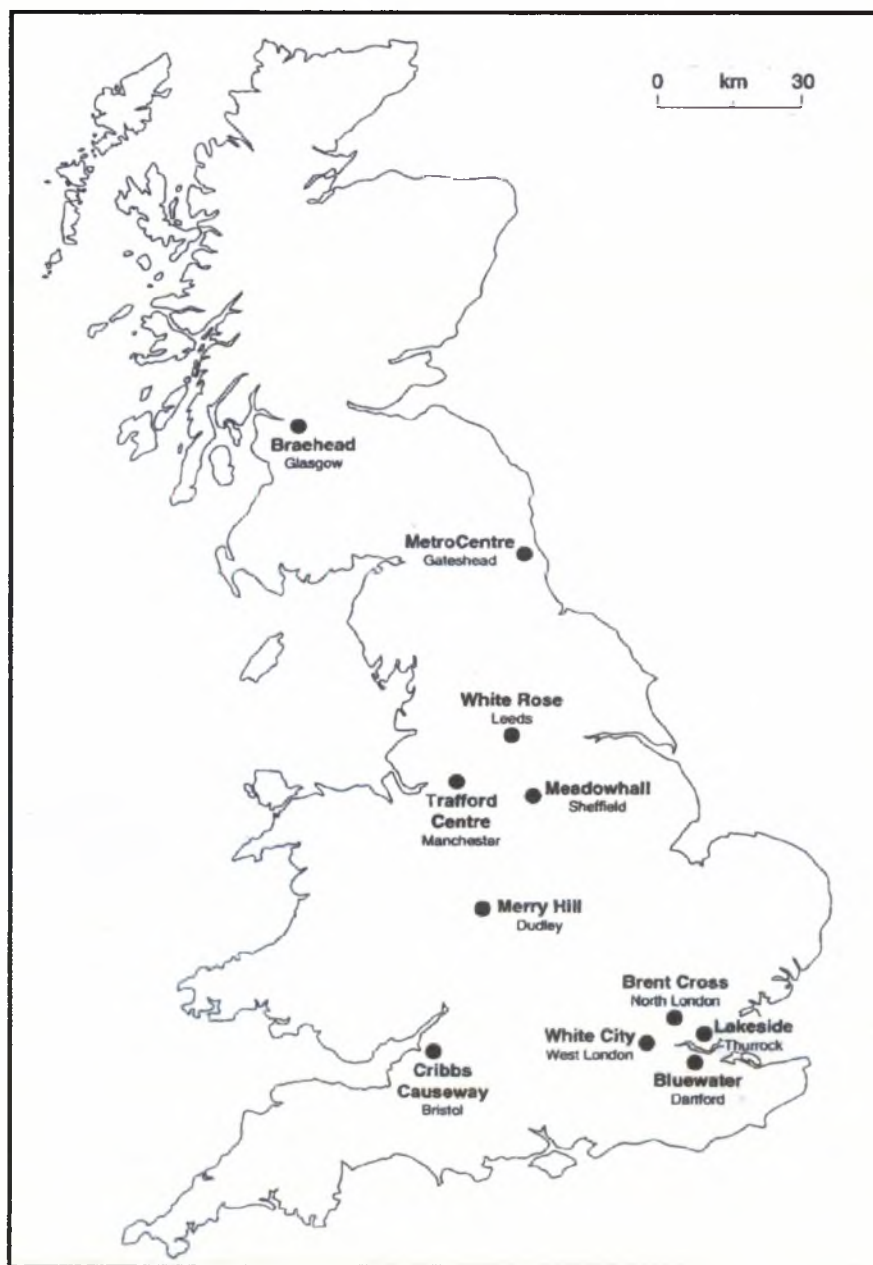 0 km 30
Braehead
Glasgow
MetroCentre
Gateshead
White Rose
Leeds
Trafford
Centre
Manchester
Meadowhall
Sheffield
Merry Hill
Dudley
Brent Cross
North London
Lakeside
Thurrock
White City
West London
Bluewater
Dartford
Cribbs
Causeway
Bristol